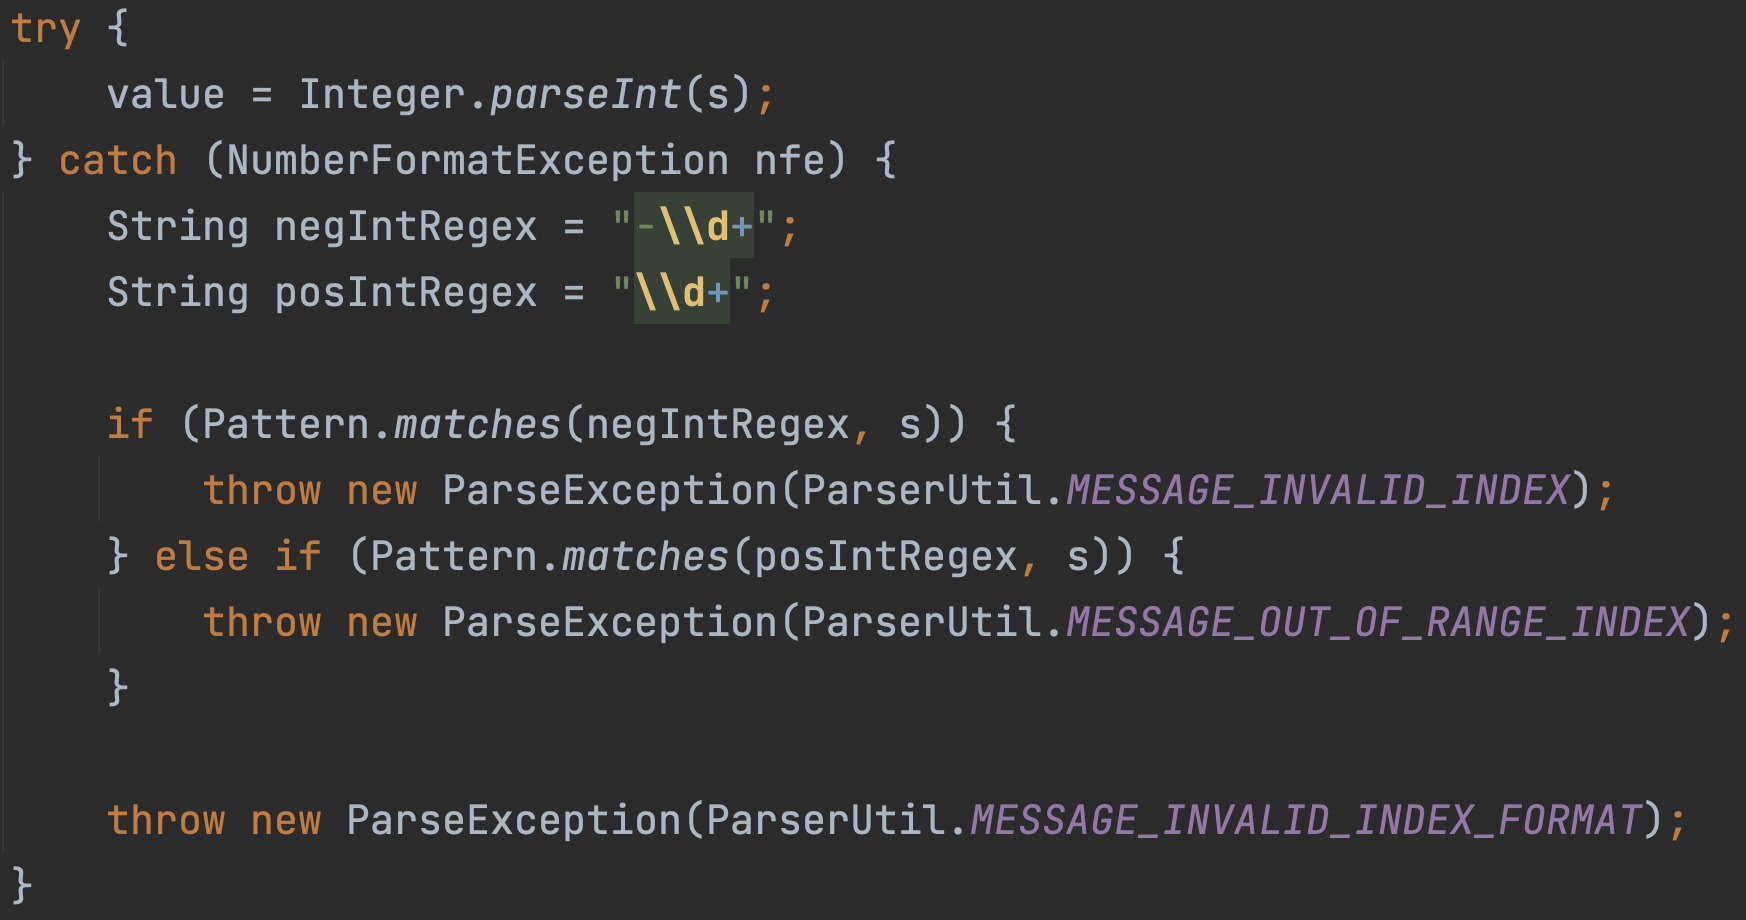 try {
    value = Integer.parseInt(s);
} catch (NumberFormatException nfe) {
    String negIntRegex = "-\\d+";
    String posIntRegex = "\\d+";
    if (Pattern.matches(negIntRegex, s)) {
        throw new ParseException(ParserUtil.MESSAGE_INVALID_INDEX);
    } else if (Pattern.matches(posIntRegex, s)) {
        throw new ParseException(ParserUtil.MESSAGE_OUT_OF_RANGE_INDEX);
    }
    throw new ParseException(ParserUtil.MESSAGE_INVALID_INDEX_FORMAT);
}